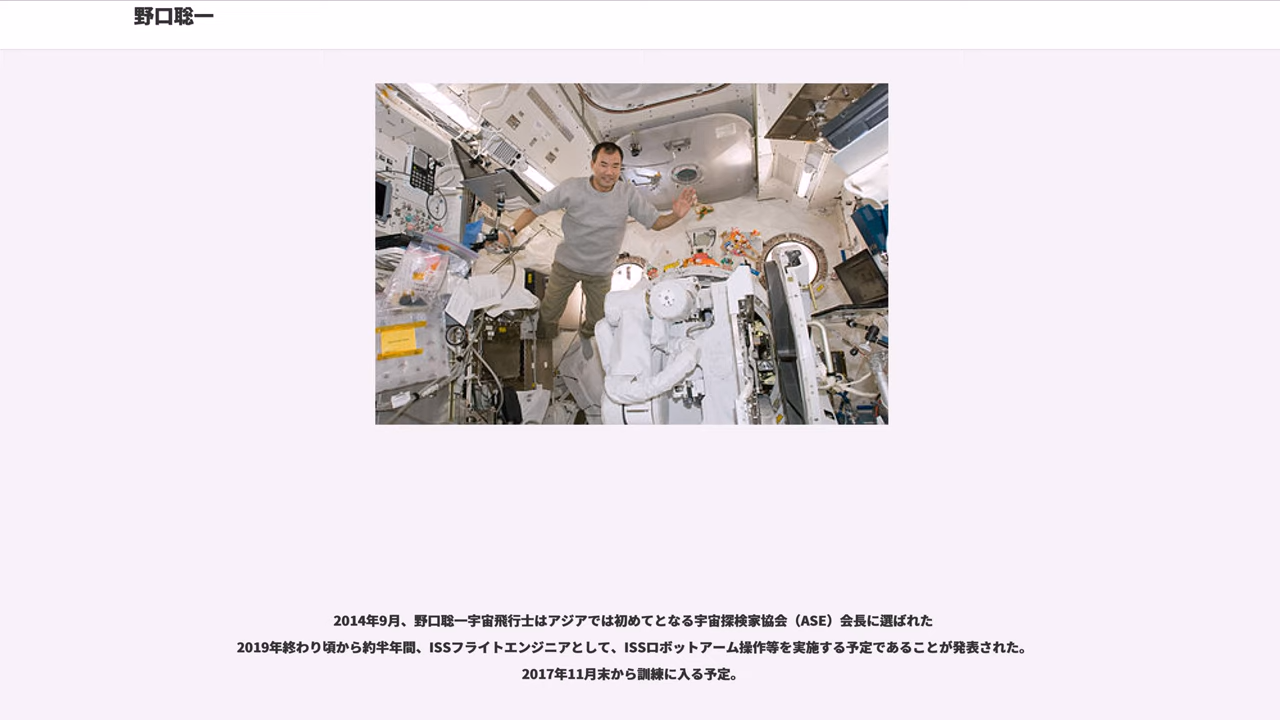 野口聡一
2014年9月、野口聡一宇宙飛行士はアジアでは初めてとなる宇宙探検家協会（ASE）会長に選ばれた
2019年終わり頃から約半年間、ISSフライトエンジニアとして、ISSロボットアーム操作等を実施する予定であることが発表された。
2017年11月末から訓練に入る予定。